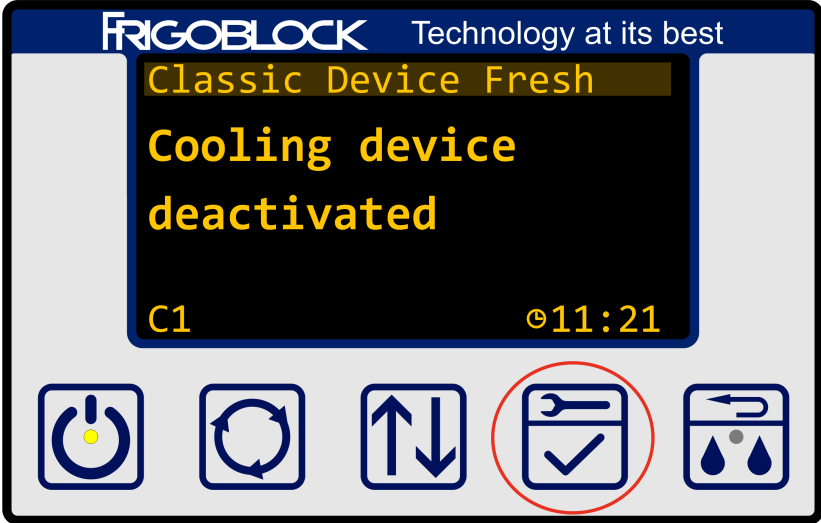 FRIGOBLOCK Technology at its best
Classic Device Fresh
Cooling device
deactivated
C1 11:21